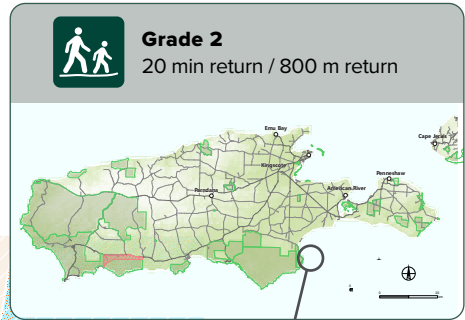 Grade 2
20 min return / 800 m return
Emu Bay
Cape Jervis
Kingscote
Penneshaw
Parndana
American River